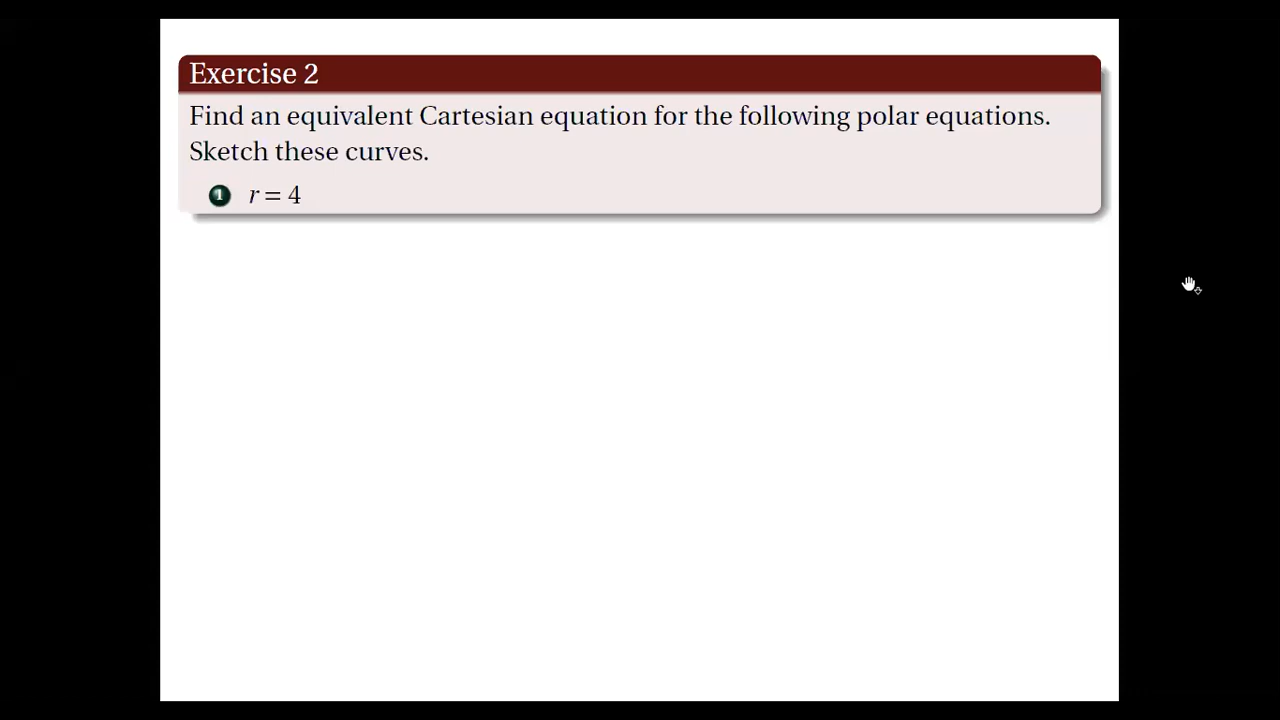 Exercise 2
Find an equivalent Cartesian equation for the following polar equations.
Sketch these curves.
1 r = 4